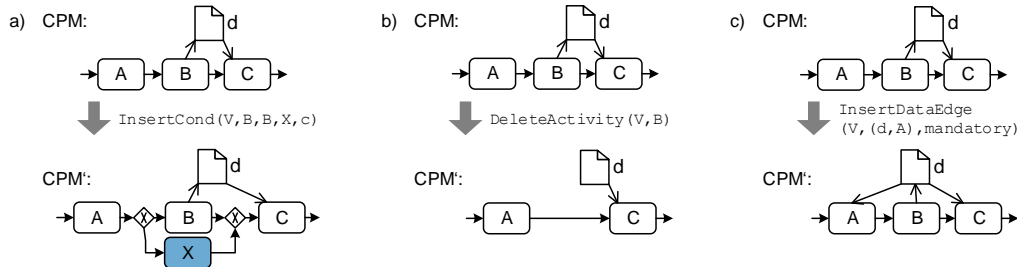 a) CPM:
d
A B C
InsertCond(V,B,B,X,c)
CPM‘:
d
A X B X C
X
b) CPM:
d
A B C
DeleteActivity(V,B)
CPM‘:
d
A C
c) CPM:
d
A B C
InsertDataEdge
(V,(d,A),mandatory)
CPM‘:
d
A B C